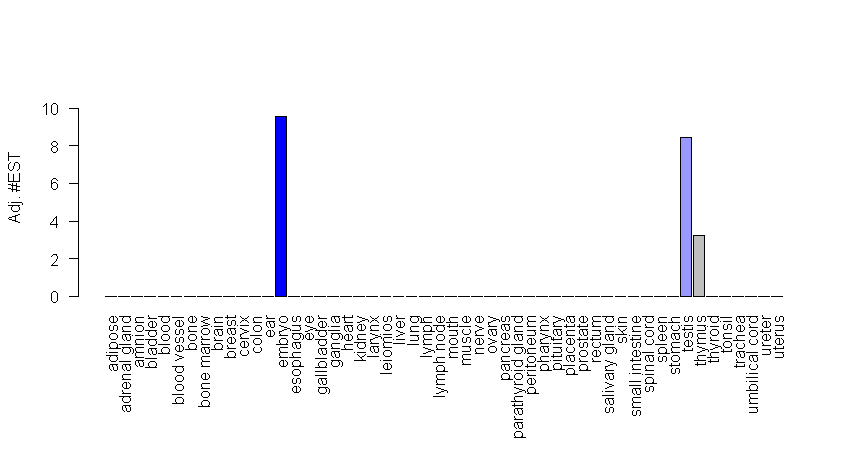 Adj. #EST
10
8
6
4
2
0
adipose
adrenal gland
amnion
bladder
blood
blood vessel
bone
bone marrow
brain
breast
cervix
colon
ear
embryo
esophagus
eye
gallbladder
ganglia
heart
kidney
larynx
leiomios
liver
lung
lymph
lymph node
mouth
muscle
nerve
ovary
pancreas
parathyroid gland
peritoneum
pharynx
pituitary
placenta
prostate
rectum
salivary gland
skin
small intestine
spinal cord
spleen
stomach
testis
thymus
thyroid
tonsil
trachea
umbilical cord
ureter
uterus